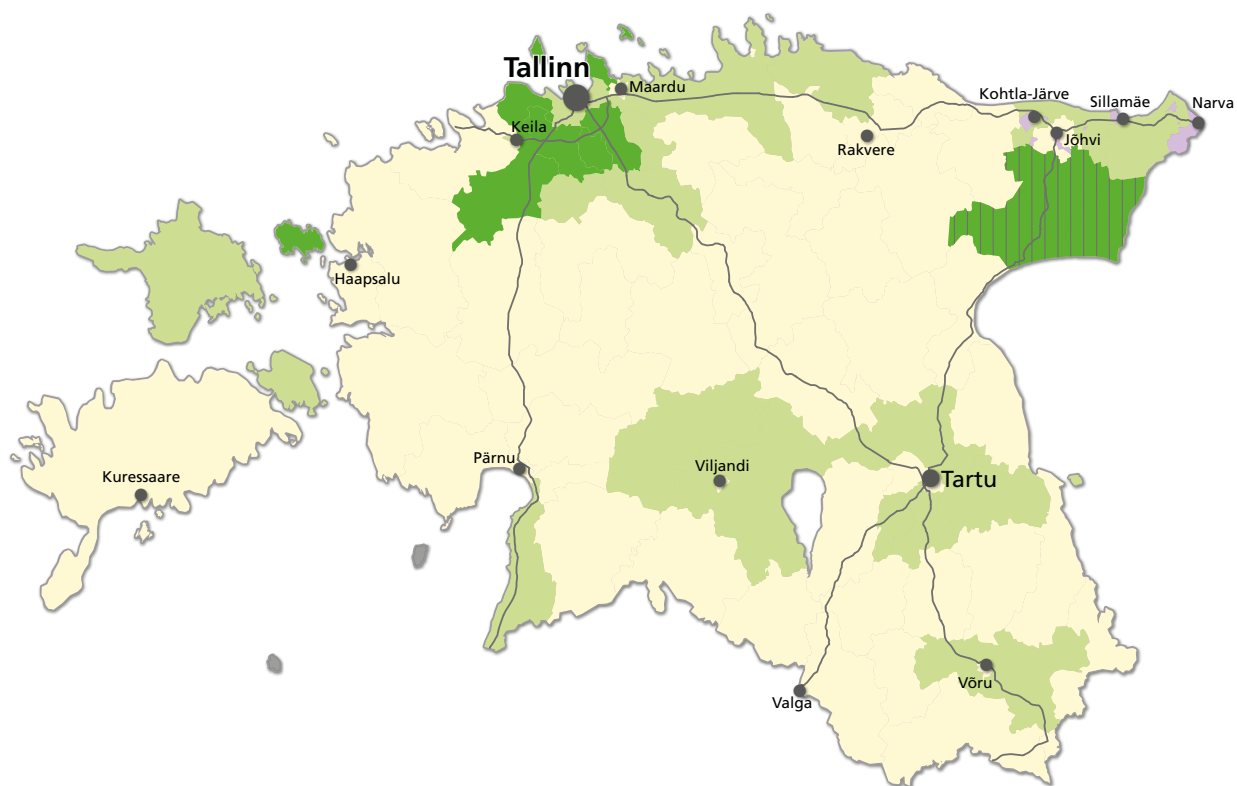 Tallinn
Maardu
Kohtla-Järve
Sillamäe
Narva
Keila
Rakvere
Jõhvi
Haapsalu
Pärnu
Viljandi
Kuressaare
Tartu
Võru
Valga